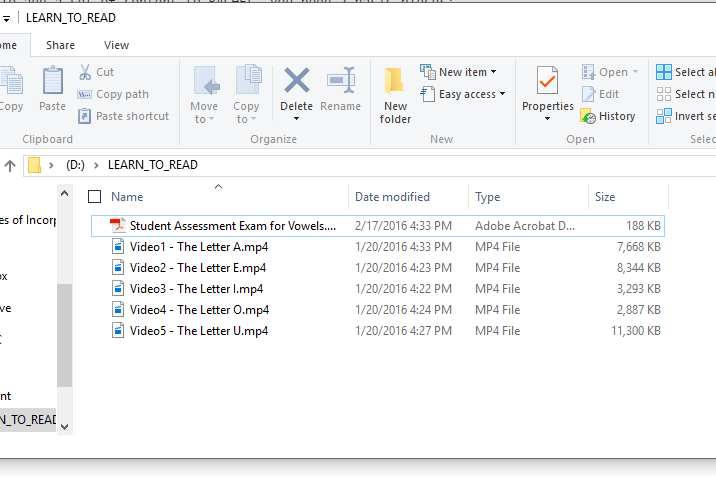 LEARN_TO_READ
ome Share View
Copy
Paste
Cut
Copy path
Paste shortcut
Clipboard
Move to
Copy to
Delete
Rename
Organize
New folder
New item
Easy access
New
Properties
Open
Edit
History
Open
Select al
Select n
Invert se
Selec
(D:) > LEARN_TO_READ
Name Date modified Type Size
Student Assessment Exam for Vowels.... 2/17/2016 4:33 PM Adobe Acrobat D... 188 KB
Video1 - The Letter A.mp4 1/20/2016 4:33 PM MP4 File 7,668 KB
Video2 - The Letter E.mp4 1/20/2016 4:23 PM MP4 File 8,344 KB
Video3 - The Letter I.mp4 1/20/2016 4:22 PM MP4 File 3,293 KB
Video4 - The Letter O.mp4 1/20/2016 4:24 PM MP4 File 2,887 KB
Video5 - The Letter U.mp4 1/20/2016 4:27 PM MP4 File 11,300 KB
es of Incorp
ox
ve
nt
N_TO_READ